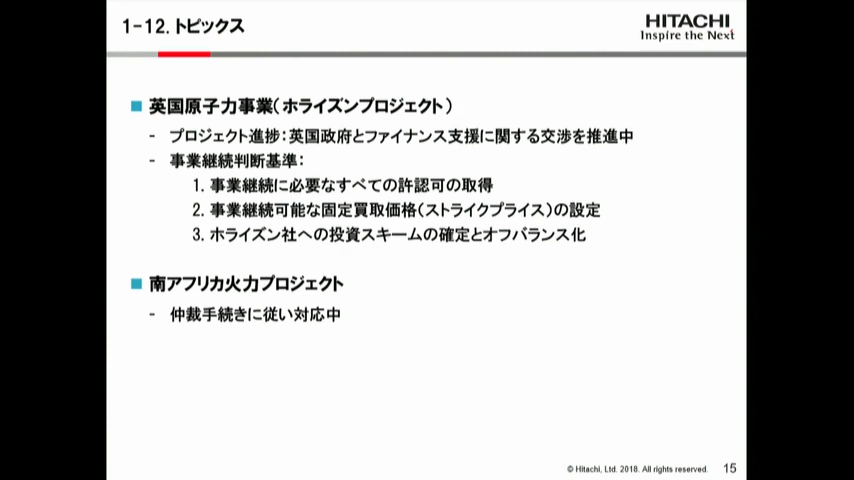 1-12. トピックス
HITACHI
Inspire the Next
■ 英国原子力事業(ホライズンプロジェクト)
- プロジェクト進捗:英国政府とファイナンス支援に関する交渉を推進中
- 事業継続判断基準:
1. 事業継続に必要なすべての許認可の取得
2. 事業継続可能な固定買取価格(ストライクプライス)の設定
3. ホライズン社への投資スキームの確定とオフバランス化
■ 南アフリカ火力プロジェクト
- 仲裁手続きに従い対応中
© Hitachi, Ltd. 2018. All rights reserved. 15